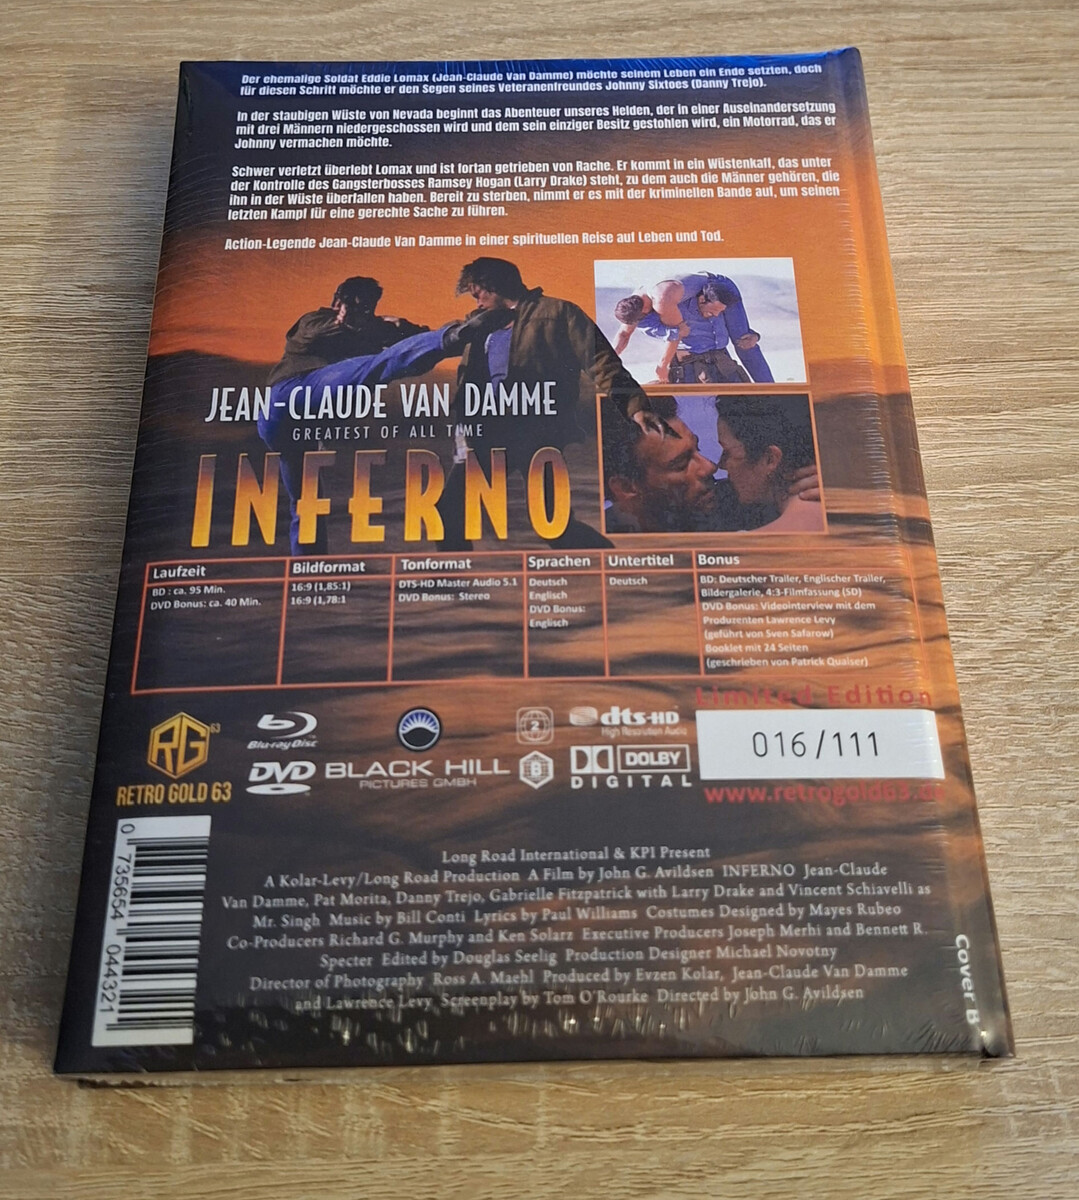 Der ehemalige Soldat Eddie Lomax (Jean-Claude Van Damme) möchte seinem Leben ein Ende setzten, doch
für diesen Schritt möchte er den Segen seines Veteranenfreundes Johnny Sixtoes (Danny Trejo).
In der staubigen Wüste von Nevada beginnt das Abenteuer unseres Helden, der in einer Auseinandersetzung
mit drei Männern niedergeschossen wird und dem sein einziger Besitz gestohlen wird, ein Motorrad, das er
Johnny vermachen möchte.
Schwer verletzt überlebt Lomax und ist fortan getrieben von Rache. Er kommt in ein Wüstenkaff, das unter
der Kontrolle des Gangsterbosses Ramsey Hogan (Larry Drake) steht, zu dem auch die Männer gehören, die
ihn in der Wüste überfallen haben. Bereit zu sterben, nimmt er es mit der kriminellen Bande auf, um seinen
letzten Kampf für eine gerechte Sache zu führen.
Action-Legende Jean-Claude Van Damme in einer spirituellen Reise auf Leben und Tod.
JEAN-CLAUDE VAN DAMME
GREATEST OF ALL TIME
INFERNO
Laufzeit
BD : ca. 95 Min.
DVD Bonus: ca. 40 Min.
Bildformat
16:9 (1,85:1)
16:9 (1,78:1
Tonformat
DTS-HD Master Audio 5.1
DVD Bonus: Stereo
Sprachen
Deutsch
Englisch
DVD Bonus:
Englisch
Untertitel
Deutsch
Bonus
BD: Deutscher Trailer, Englischer Trailer,
Bildergalerie, 4:3-Filmfassung (SD)
DVD Bonus: Videointerview mit dem
Produzenten Lawrence Levy
(geführt von Sven Safarow)
Booklet mit 24 Seiten
(geschrieben von Patrick Quaiser)
Limited Edition
016/111
www.retrogold63.de
RG 63
RETRO GOLD 63
Blu-ray Disc
DVD
BLACK HILL
PICTURES GMBH
2
B
dts-HD
High Resolution Audio
DOLBY
DIGITAL
0 735654 044321
Long Road International & KPI Present
A Kolar-Levy/Long Road Production A Film by John G. Avildsen INFERNO Jean-Claude
Van Damme, Pat Morita, Danny Trejo, Gabrielle Fitzpatrick with Larry Drake and Vincent Schiavelli as
Mr. Singh Music by Bill Conti Lyrics by Paul Williams Costumes Designed by Mayes Rubeo
Co-Producers Richard G. Murphy and Ken Solarz Executive Producers Joseph Merhi and Bennett R.
Specter Edited by Douglas Seelig Production Designer Michael Novotny
Director of Photography Ross A. Maehl Produced by Evzen Kolar, Jean-Claude Van Damme
and Lawrence Levy Screenplay by Tom O'Rourke Directed by John G. Avildsen
Cover B